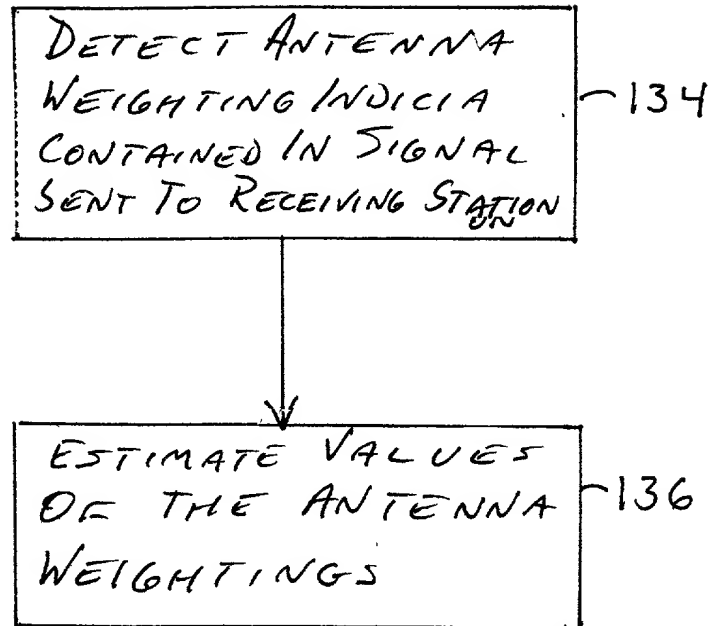 DETECT ANTENNA
WEIGHTING INDICIA
CONTAINED IN SIGNAL
SENT TO RECEIVING STATION
ON
134
ESTIMATE VALUES
OF THE ANTENNA
WEIGHTINGS
136